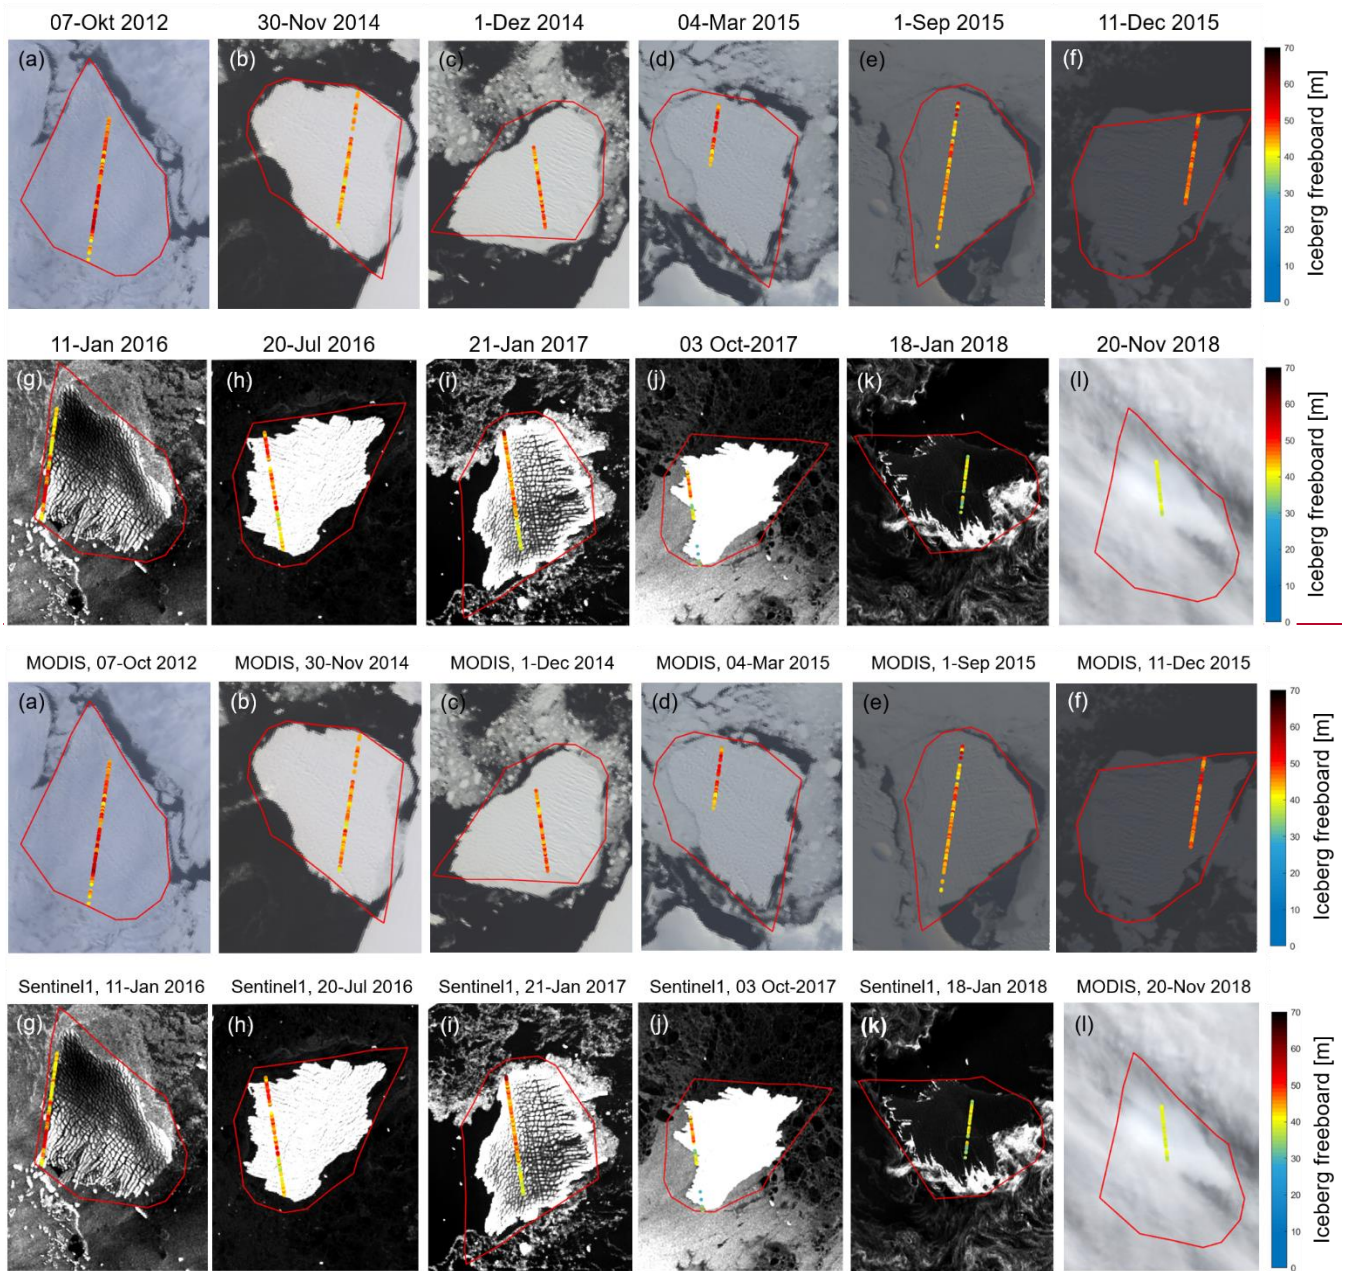 07-Okt 2012 30-Nov 2014 1-Dez 2014 04-Mar 2015 1-Sep 2015 11-Dec 2015
(a) (b) (c) (d) (e) (f)
70
60
50
40
30
20
10
0
Iceberg freeboard [m]
11-Jan 2016 20-Jul 2016 21-Jan 2017 03 Oct-2017 18-Jan 2018 20-Nov 2018
(g) (h) (i) (j) (k) (l)
70
60
50
40
30
20
10
0
Iceberg freeboard [m]
MODIS, 07-Oct 2012 MODIS, 30-Nov 2014 MODIS, 1-Dec 2014 MODIS, 04-Mar 2015 MODIS, 1-Sep 2015 MODIS, 11-Dec 2015
(a) (b) (c) (d) (e) (f)
70
60
50
40
30
20
10
0
Iceberg freeboard [m]
Sentinel1, 11-Jan 2016 Sentinel1, 20-Jul 2016 Sentinel1, 21-Jan 2017 Sentinel1, 03 Oct-2017 Sentinel1, 18-Jan 2018 MODIS, 20-Nov 2018
(g) (h) (i) (j) (k) (l)
70
60
50
40
30
20
10
0
Iceberg freeboard [m]